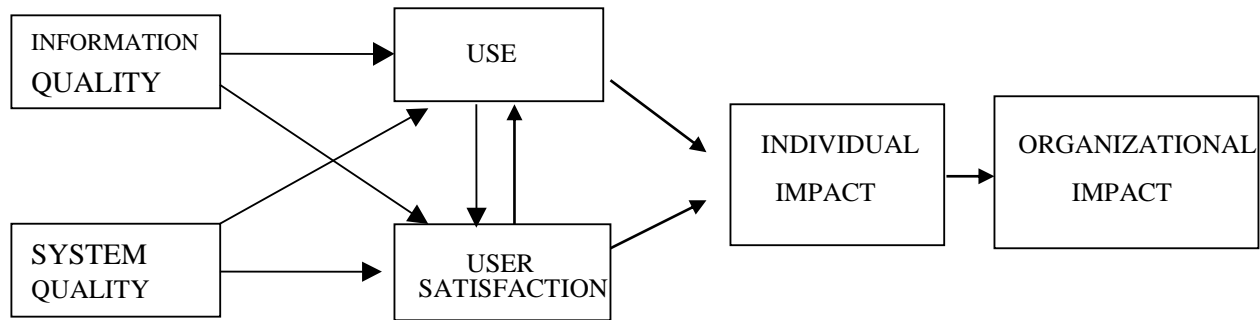 INFORMATION
QUALITY
USE
SYSTEM
QUALITY
USER
SATISFACTION
INDIVIDUAL
IMPACT
ORGANIZATIONAL
IMPACT